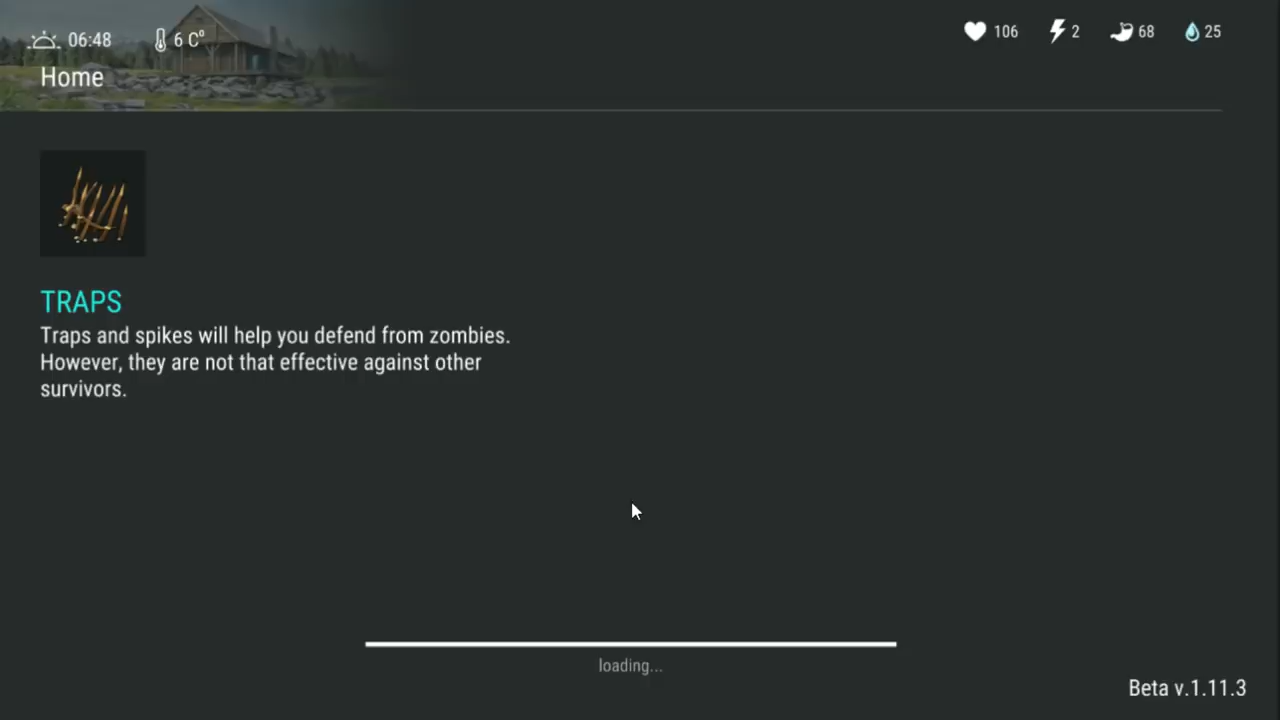 06:48 6 C°
Home
106 2 68 25
TRAPS
Traps and spikes will help you defend from zombies.
However, they are not that effective against other
survivors.
loading...
Beta v.1.11.3